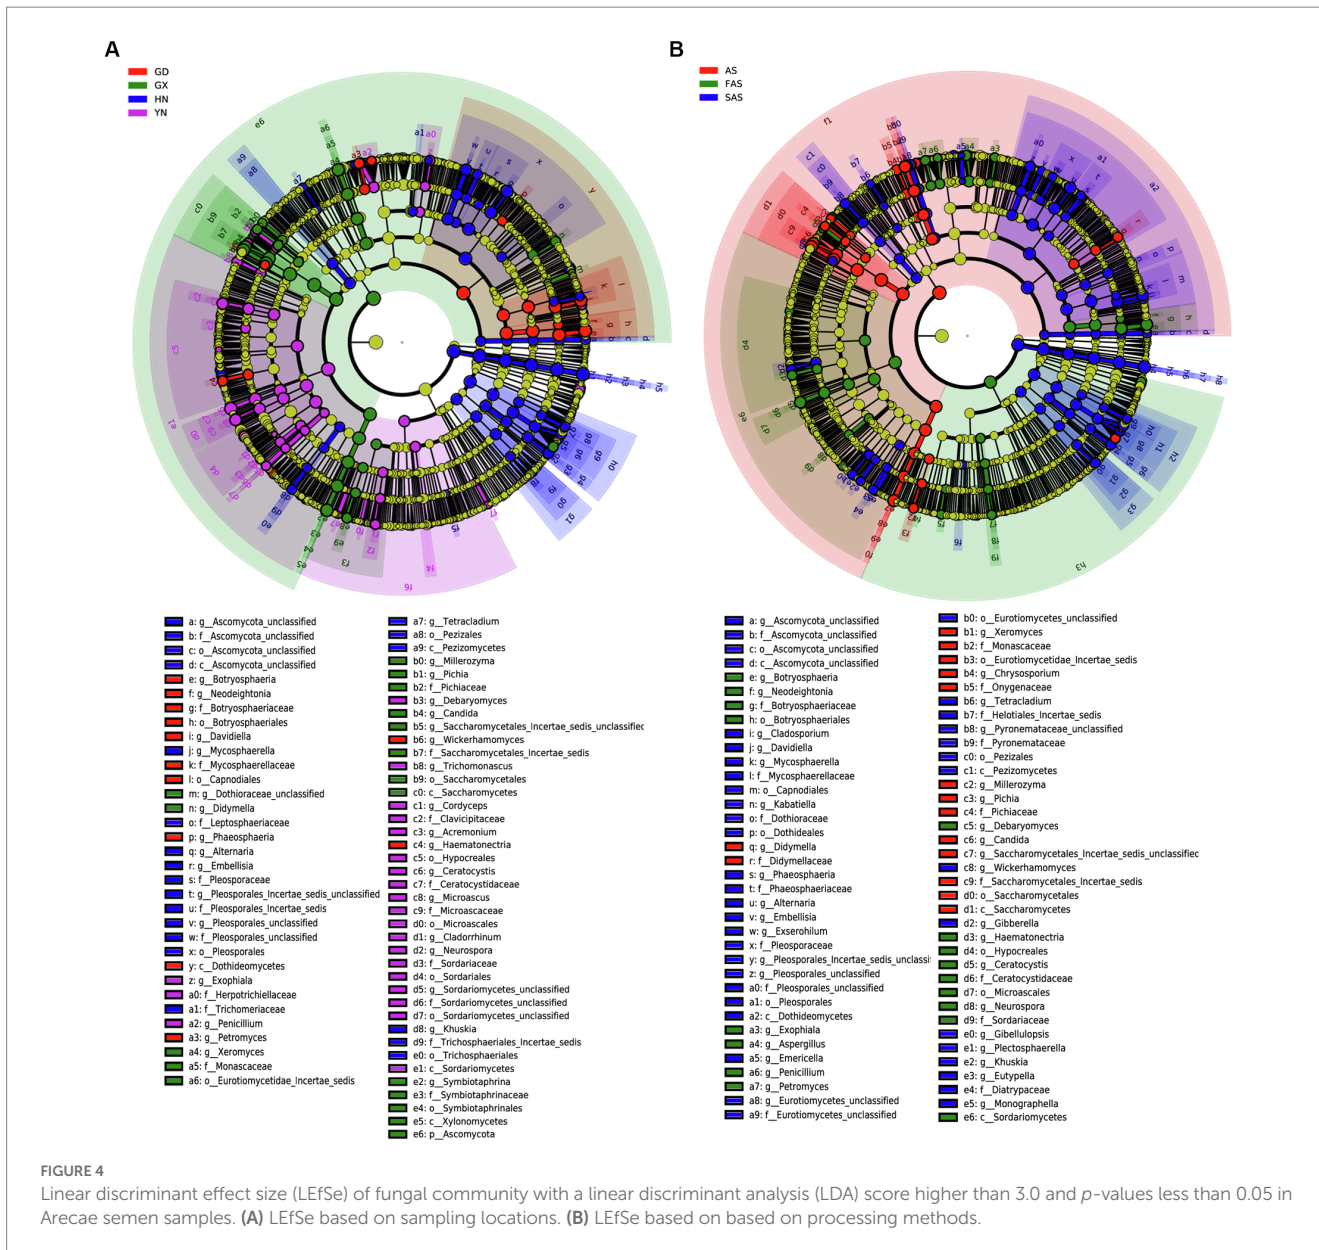 A
GD
GX
HN
YN
B
AS
FAS
SAS
a: g__Ascomycota_unclassified
b: f__Ascomycota_unclassified
c: o__Ascomycota_unclassified
d: c__Ascomycota_unclassified
e: g__Botryosphaeria
f: g__Neodeightonia
g: f__Botryosphaeriaceae
h: o__Botryosphaeriales
i: g__Davidiella
j: g__Mycosphaerella
k: f__Mycosphaerellaceae
l: o__Capnodiales
m: g__Dothioraceae_unclassified
n: g__Didymella
o: f__Leptosphaeriaceae
p: g__Phaeosphaeria
q: g__Alternaria
r: g__Embellisia
s: f__Pleosporaceae
t: g__Pleosporales_Incertae_sedis_unclassified
u: f__Pleosporales_Incertae_sedis
v: g__Pleosporales_unclassified
w: f__Pleosporales_unclassified
x: o__Pleosporales
y: c__Dothideomycetes
z: g__Exophiala
a0: f__Herpotrichiellaceae
a1: f__Trichomeriaceae
a2: g__Penicillium
a3: g__Petromyces
a4: g__Xeromyces
a5: f__Monascaceae
a6: o__Eurotiomycetidae_Incertae_sedis
a7: g__Tetracladium
a8: o__Pezizales
a9: c__Pezizomycetes
b0: g__Millerozyma
b1: g__Pichia
b2: f__Pichiaceae
b3: g__Debaryomyces
b4: g__Candida
b5: g__Saccharomycetales_Incertae_sedis_unclassified
b6: g__Wickerhamomyces
b7: f__Saccharomycetales_Incertae_sedis
b8: g__Trichomonascus
b9: o__Saccharomycetales
c0: c__Saccharomycetes
c1: g__Cordyceps
c2: f__Clavicipitaceae
c3: g__Acremonium
c4: g__Haematonectria
c5: o__Hypocreales
c6: g__Ceratocystis
c7: f__Ceratocystidaceae
c8: g__Microascus
c9: f__Microascaceae
d0: o__Microascales
d1: g__Cladorrhinum
d2: g__Neurospora
d3: f__Sordariaceae
d4: o__Sordariales
d5: g__Sordariomycetes_unclassified
d6: f__Sordariomycetes_unclassified
d7: o__Sordariomycetes_unclassified
d8: g__Khuskia
d9: f__Trichosphaeriales_Incertae_sedis
e0: o__Trichosphaeriales
e1: c__Sordariomycetes
e2: g__Symbiotaphrina
e3: f__Symbiotaphrinaceae
e4: o__Symbiotaphrinales
e5: c__Xylonomycetes
e6: p__Ascomycota
a: g__Ascomycota_unclassified
b: f__Ascomycota_unclassified
c: o__Ascomycota_unclassified
d: c__Ascomycota_unclassified
e: g__Botryosphaeria
f: g__Neodeightonia
g: f__Botryosphaeriaceae
h: o__Botryosphaeriales
i: g__Cladosporium
j: g__Davidiella
k: g__Mycosphaerella
l: f__Mycosphaerellaceae
m: o__Capnodiales
n: g__Kabatiella
o: f__Dothioraceae
p: o__Dothideales
q: g__Didymella
r: f__Didymellaceae
s: g__Phaeosphaeria
t: f__Phaeosphaeriaceae
u: g__Alternaria
v: g__Embellisia
w: g__Exserohilum
x: f__Pleosporaceae
y: g__Pleosporales_Incertae_sedis_unclassifi
z: g__Pleosporales_unclassified
a0: f__Pleosporales_unclassified
a1: o__Pleosporales
a2: c__Dothideomycetes
a3: g__Exophiala
a4: g__Aspergillus
a5: g__Emericella
a6: g__Penicillium
a7: g__Petromyces
a8: g__Eurotiomycetes_unclassified
a9: f__Eurotiomycetes_unclassified
b0: o__Eurotiomycetes_unclassified
b1: g__Xeromyces
b2: f__Monascaceae
b3: o__Eurotiomycetidae_Incertae_sedis
b4: g__Chrysosporium
b5: f__Onygenaceae
b6: g__Tetracladium
b7: f__Helotiales_Incertae_sedis
b8: g__Pyronemataceae_unclassified
b9: f__Pyronemataceae
c0: o__Pezizales
c1: c__Pezizomycetes
c2: g__Millerozyma
c3: g__Pichia
c4: f__Pichiaceae
c5: g__Debaryomyces
c6: g__Candida
c7: g__Saccharomycetales_Incertae_sedis_unclassified
c8: g__Wickerhamomyces
c9: f__Saccharomycetales_Incertae_sedis
d0: o__Saccharomycetales
d1: c__Saccharomycetes
d2: g__Gibberella
d3: g__Haematonectria
d4: o__Hypocreales
d5: g__Ceratocystis
d6: f__Ceratocystidaceae
d7: o__Microascales
d8: g__Neurospora
d9: f__Sordariaceae
e0: g__Gibellulopsis
e1: g__Plectosphaerella
e2: g__Khuskia
e3: g__Eutypella
e4: f__Diatrypaceae
e5: g__Monographella
e6: c__Sordariomycetes
FIGURE 4
Linear discriminant effect size (LEfSe) of fungal community with a linear discriminant analysis (LDA) score higher than 3.0 and p-values less than 0.05 in
Arecae semen samples. (A) LEfSe based on sampling locations. (B) LEfSe based on based on processing methods.